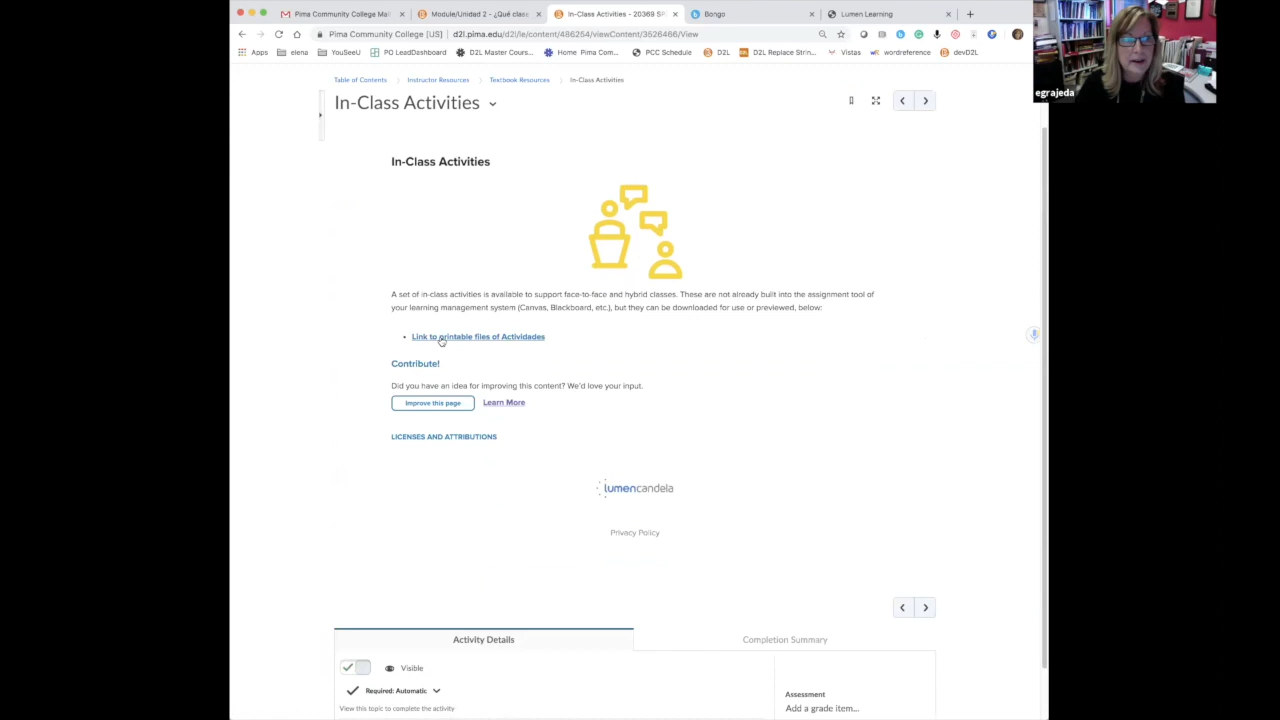 Pima Community College Mai
Module/Unidad 2 - ¿Qué clase
In-Class Activities - 20369 SP
Bongo
Lumen Learning
Pima Community College [US] | d2l.pima.edu/d2l/le/content/486254/viewContent/3526466/View
Apps
elena
YouSeeU
PO LeadDashboard
D2L Master Cours...
Home Pima Com...
PCC Schedule
D2L
D2L Replace Strin...
Vistas
wordreference
devD2L
egrajeda
Table of Contents
Instructor Resources
Textbook Resources
In-Class Activities
In-Class Activities
In-Class Activities
A set of in-class activities is available to support face-to-face and hybrid classes. These are not already built into the assignment tool of
your learning management system (Canvas, Blackboard, etc.), but they can be downloaded for use or previewed, below:
• Link to printable files of Actividades
Contribute!
Did you have an idea for improving this content? We'd love your input.
Improve this page
Learn More
LICENSES AND ATTRIBUTIONS
lumencandela
Privacy Policy
Activity Details
Completion Summary
Visible
Required: Automatic
View this topic to complete the activity
Assessment
Add a grade item...